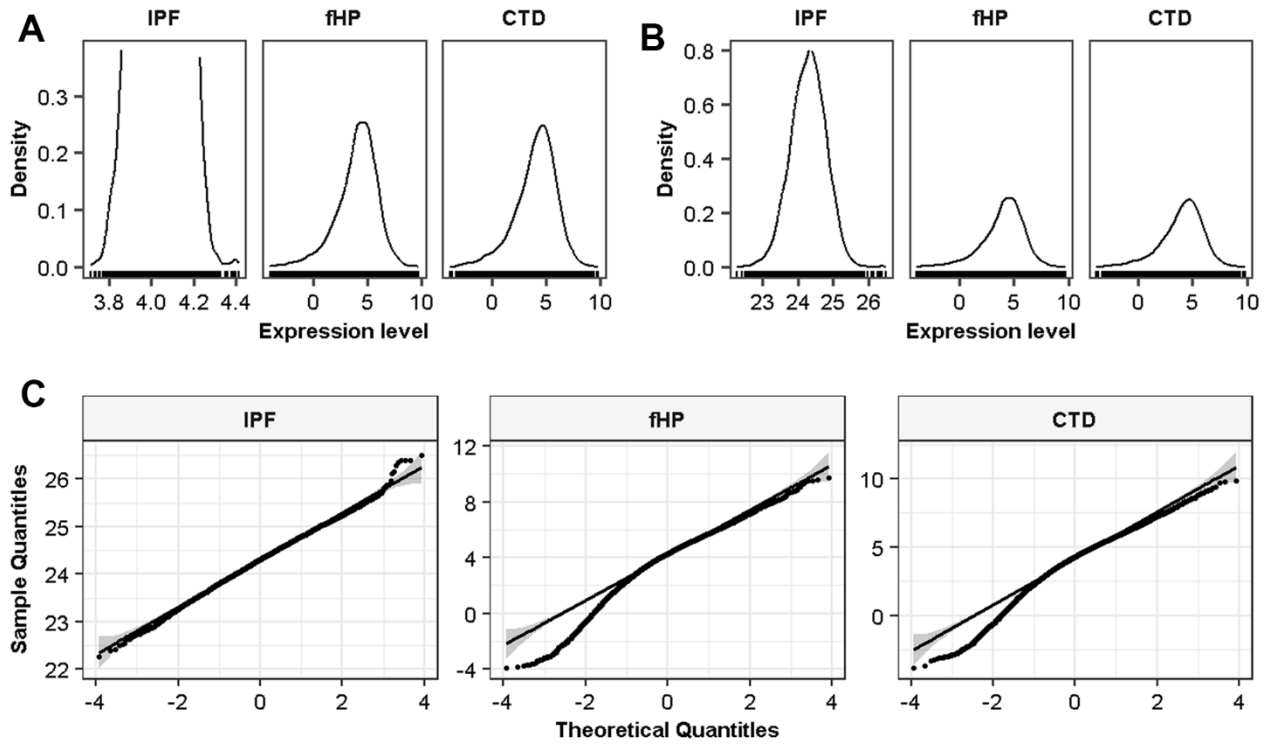 A
IPF fHP CTD
Density
0.3
0.2
0.1
0.0
3.8 4.0 4.2 4.4 0 5 10 0 5 10
Expression level
B
IPF fHP CTD
Density
0.8
0.6
0.4
0.2
0.0
23 24 25 26 0 5 10 0 5 10
Expression level
C
IPF
Sample Quantitles
26
25
24
23
22
-4 -2 0 2 4
fHP
12
8
4
0
-4
-4 -2 0 2 4
CTD
10
5
0
-4 -2 0 2 4
Theoretical Quantitles